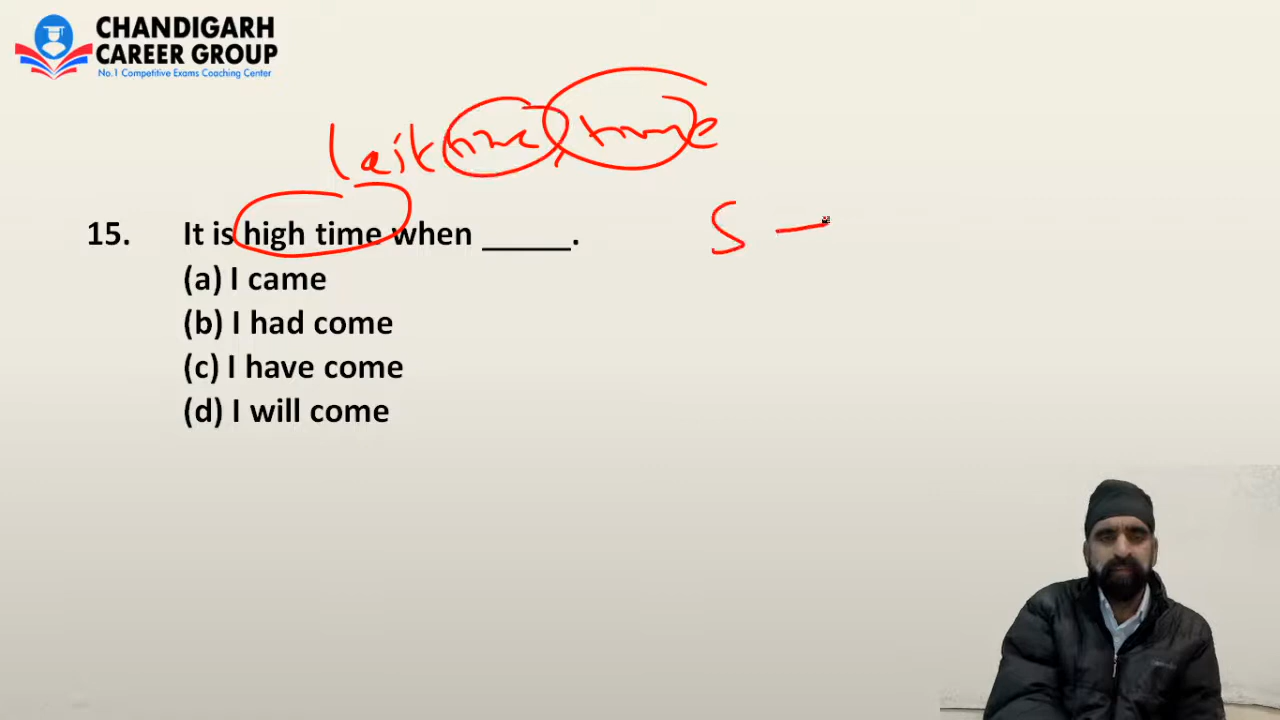 CHANDIGARH
CAREER GROUP
No.1 Competitive Exams Coaching Center
time, time
15. It is high time when _____.
(a) I came
(b) I had come
(c) I have come
(d) I will come
S –